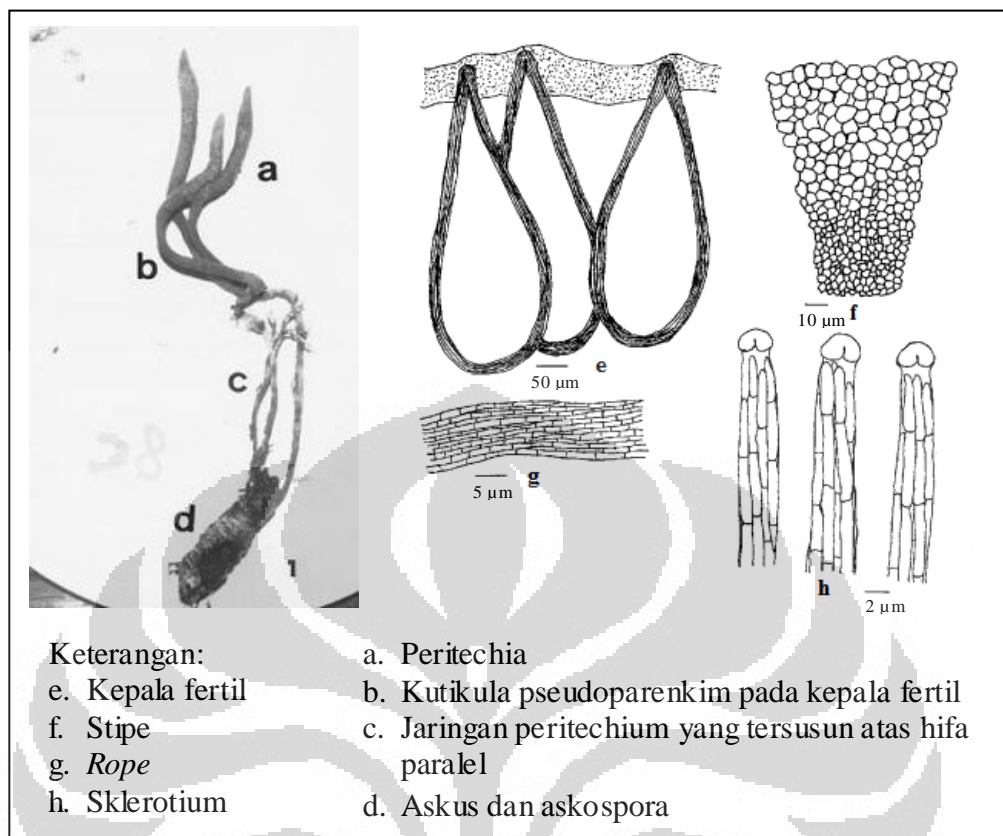 a
b
c
d
1
e
50 µm
g
5 µm
10 µm
f
h
2 µm
Keterangan:
e. Kepala fertil
f. Stipe
g. Rope
h. Sklerotium
a. Peritechia
b. Kutikula pseudoparenkim pada kepala fertil
c. Jaringan peritechium yang tersusun atas hifa
paralel
d. Askus dan askospora